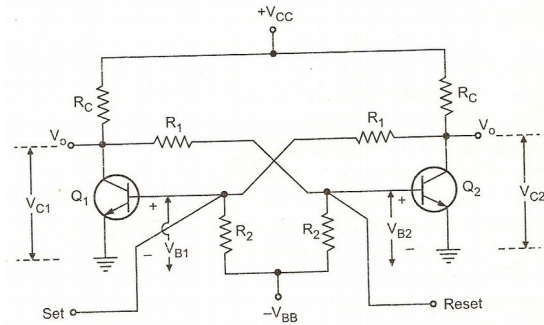 +VCC
RC
RC
Vo
R1
R1
Vo
VC1
Q1
+
VB1
−
R2
R2
+
VB2
−
Q2
VC2
Set
−VBB
Reset